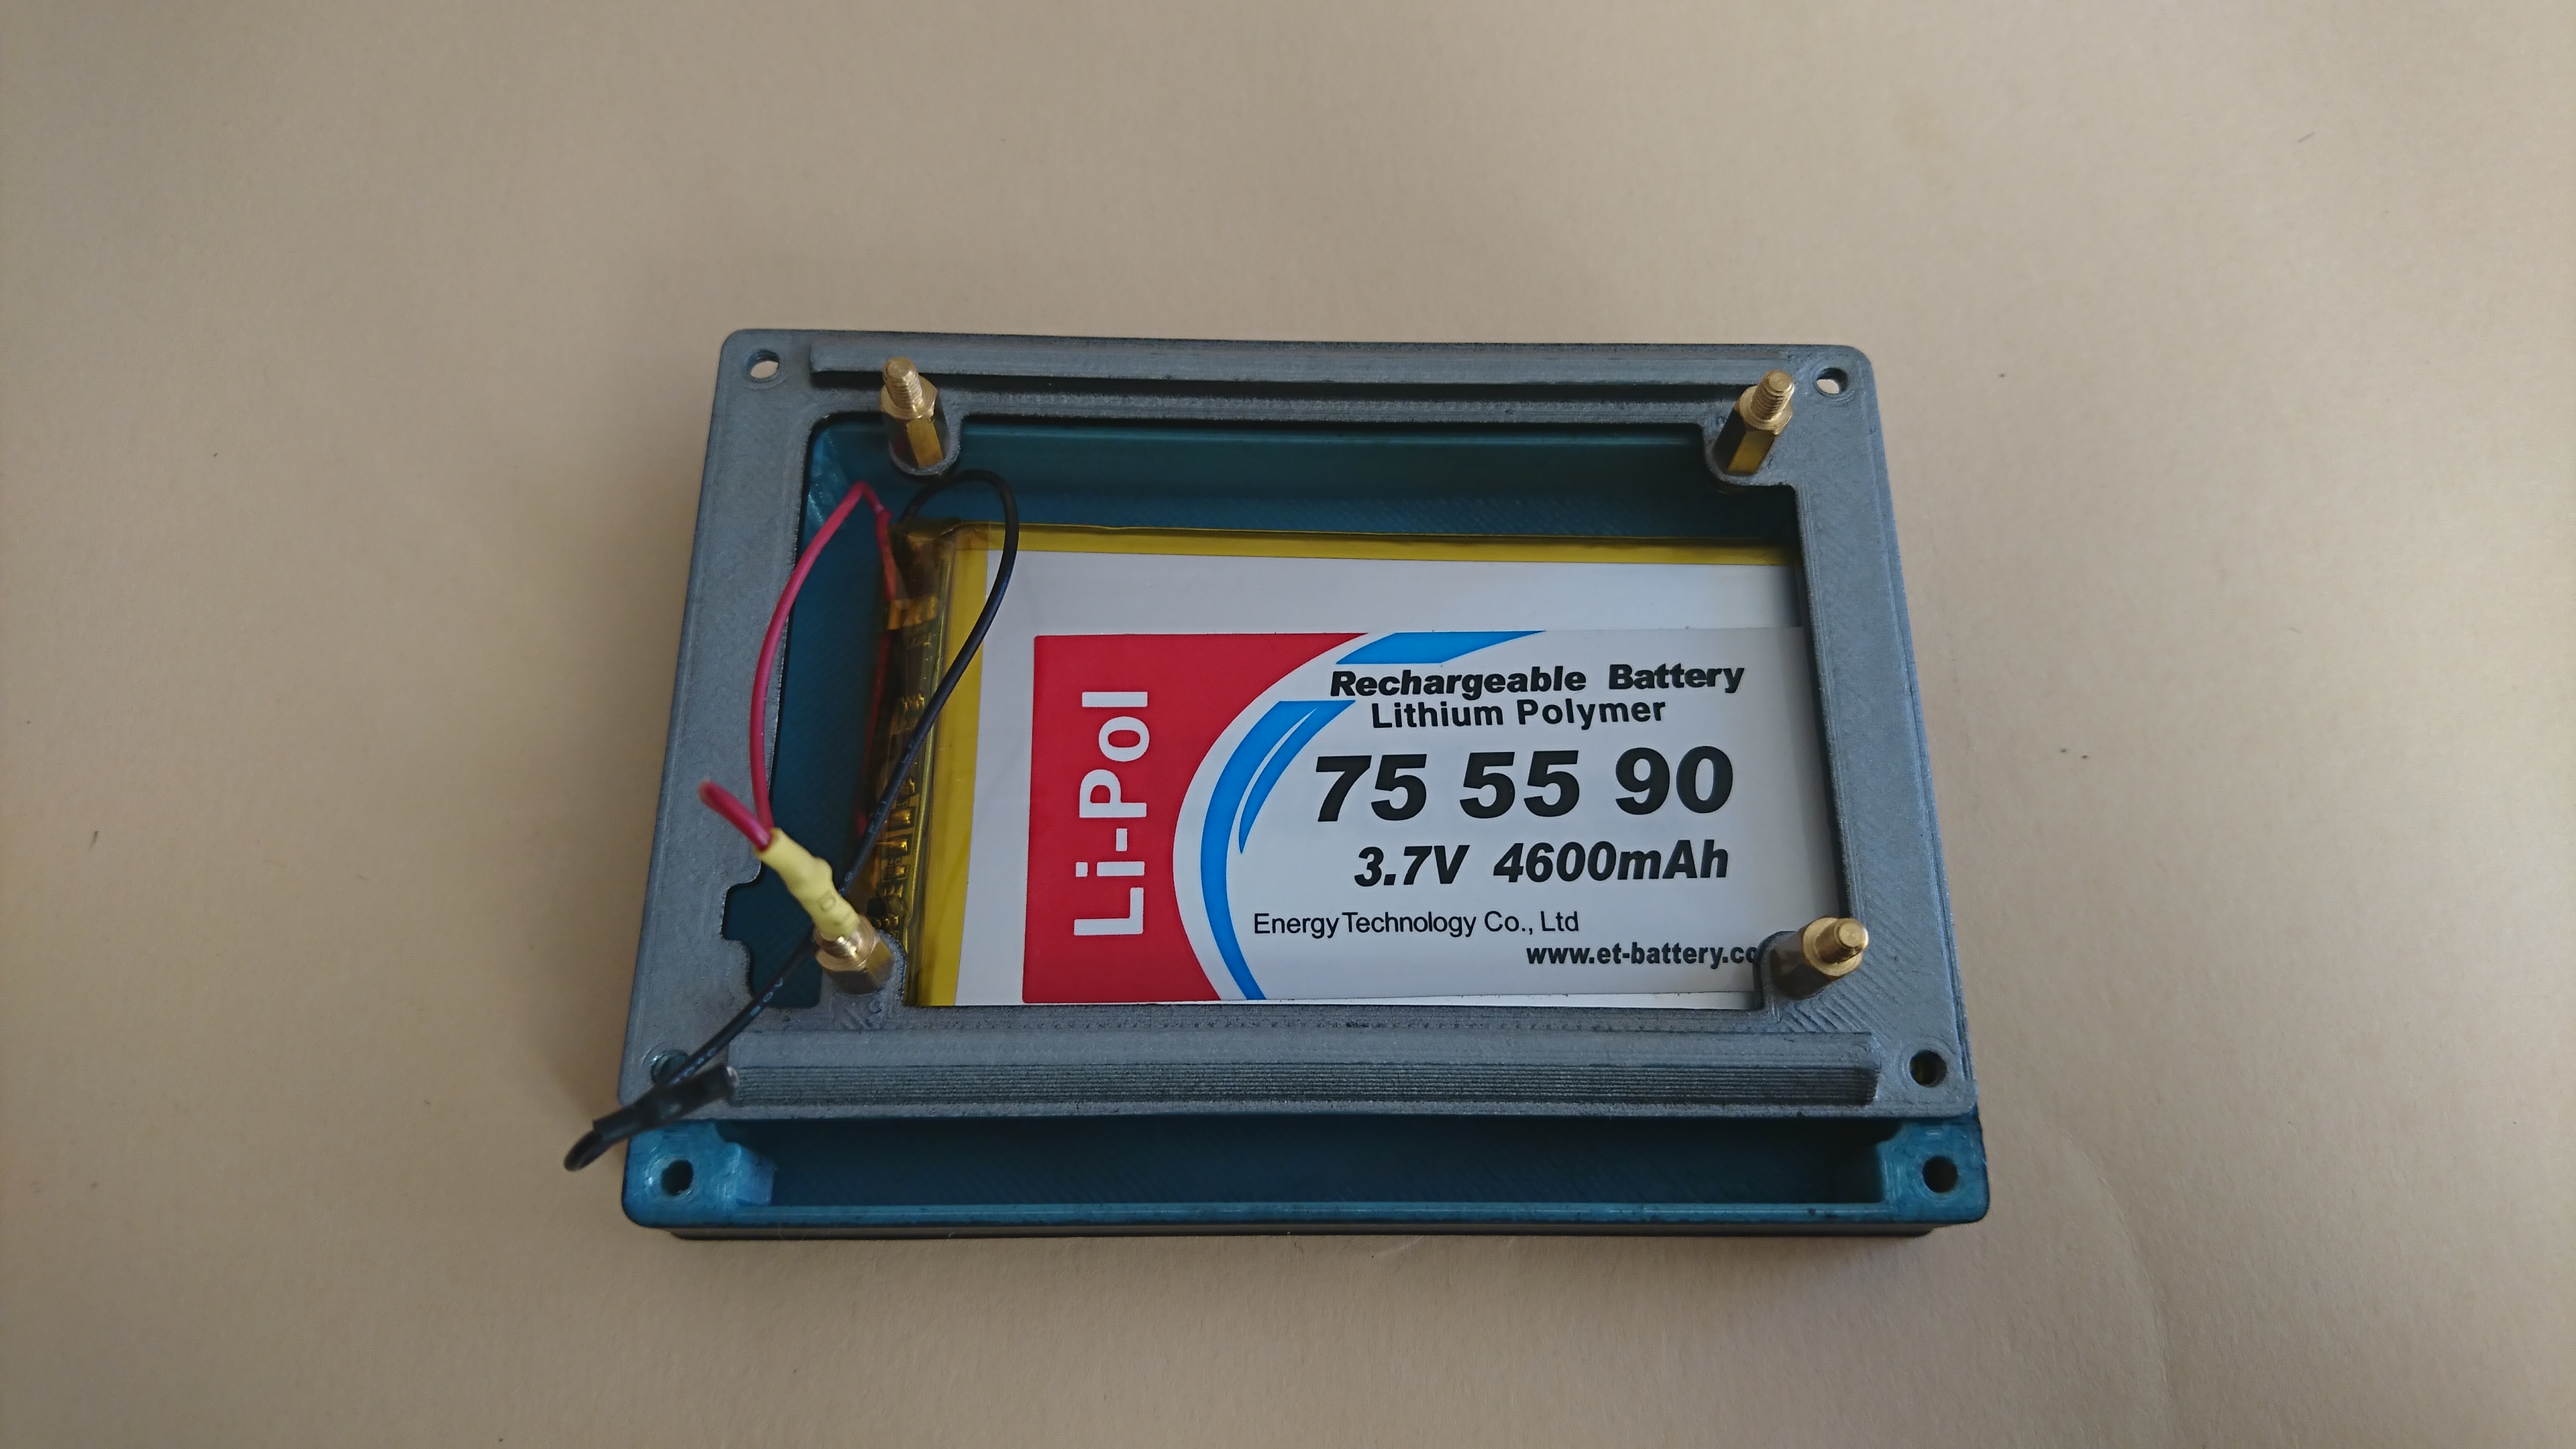 Li-Pol
Rechargeable Battery
Lithium Polymer
75 55 90
3.7V 4600mAh
Energy Technology Co., Ltd
www.et-battery.co